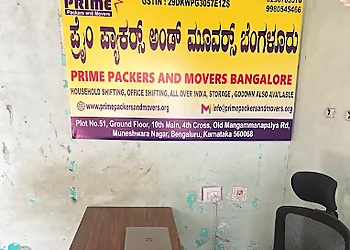 PRIME
Packers and Movers
GSTIN : 29DKWPG3057E1ZS
9980545466
ಪ್ರೈಂ ಪ್ಯಾಕರ್ಸ್ ಅಂಡ್ ಮೂವರ್ಸ್ ಬೆಂಗಳೂರು
PRIME PACKERS AND MOVERS BANGALORE
HOUSEHOLD SHIFTING, OFFICE SHIFTING, ALL OVER INDIA, STORAGE , GODOWN ALSO AVAILABLE
www.primepackersandmovers.org
info@primepackersandmovers.org
Plot No.51, Ground Floor, 10th Main, 4th Cross, Old Mangammanapalya Rd,
Muneshwara Nagar, Bengaluru, Karnataka 560068